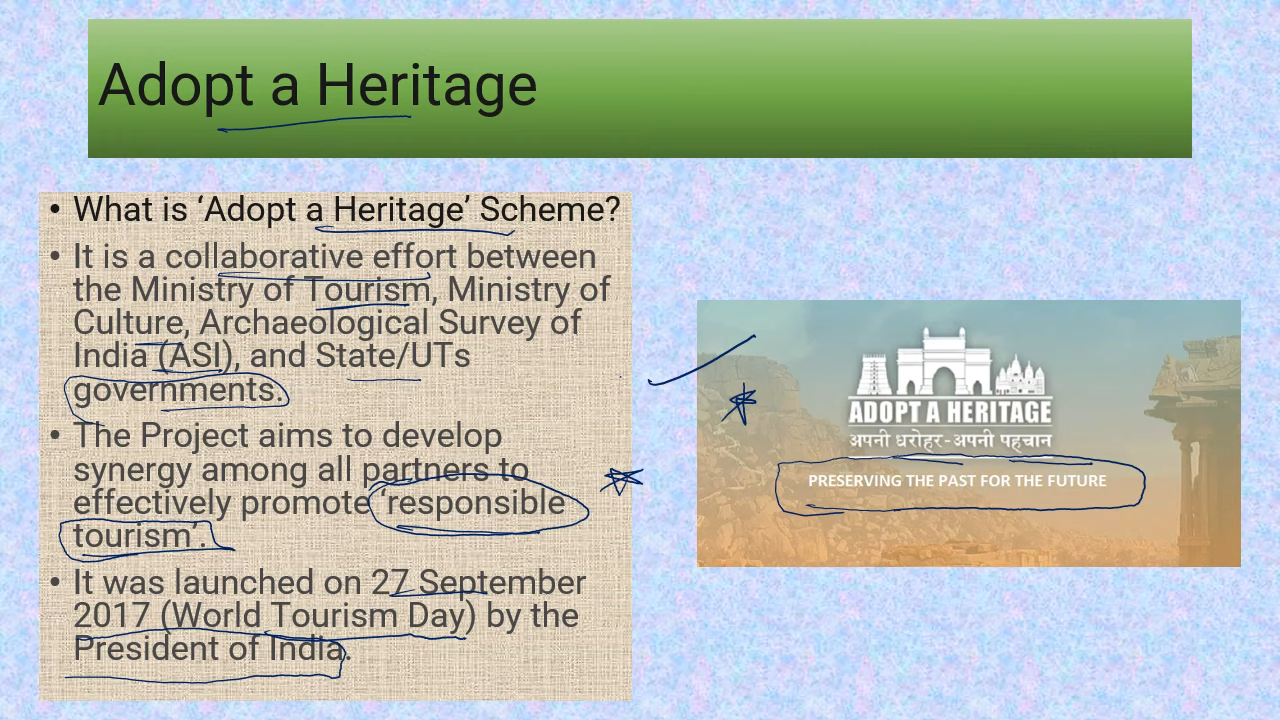 Adopt a Heritage
• What is ‘Adopt a Heritage’ Scheme?
• It is a collaborative effort between
the Ministry of Tourism, Ministry of
Culture, Archaeological Survey of
India (ASI), and State/UTs
governments.
• The Project aims to develop
synergy among all partners to
effectively promote ‘responsible
tourism’.
• It was launched on 27 September
2017 (World Tourism Day) by the
President of India.
ADOPT A HERITAGE
अपनी धरोहर-अपनी पहचान
PRESERVING THE PAST FOR THE FUTURE